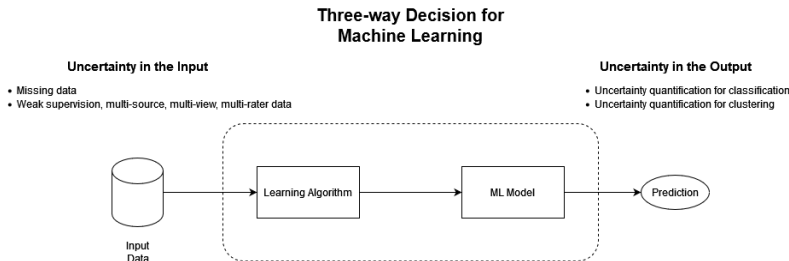 Three-way Decision for
Machine Learning
Uncertainty in the Input
• Missing data
• Weak supervision, multi-source, multi-view, multi-rater data
Uncertainty in the Output
• Uncertainty quantification for classification
• Uncertainty quantification for clustering
Learning Algorithm
ML Model
Prediction
Input
Data